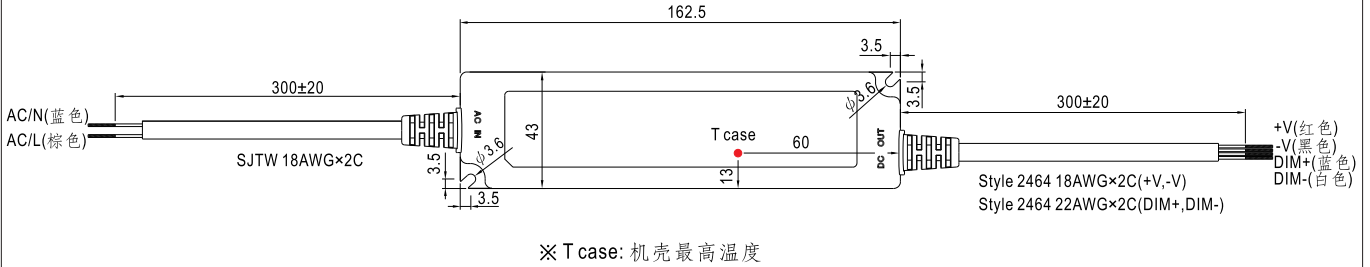 162.5
3.5
300±20
φ3.6
3.5
300±20
AC/N(蓝色)
AC IN
43
T case
60
DC OUT
+V(红色)
AC/L(棕色)
-V(黑色)
SJTW 18AWG×2C
φ3.6
DIM+(蓝色)
3.5
13
DIM-(白色)
Style 2464 18AWG×2C(+V,-V)
3.5
Style 2464 22AWG×2C(DIM+,DIM-)
※ T case: 机壳最高温度